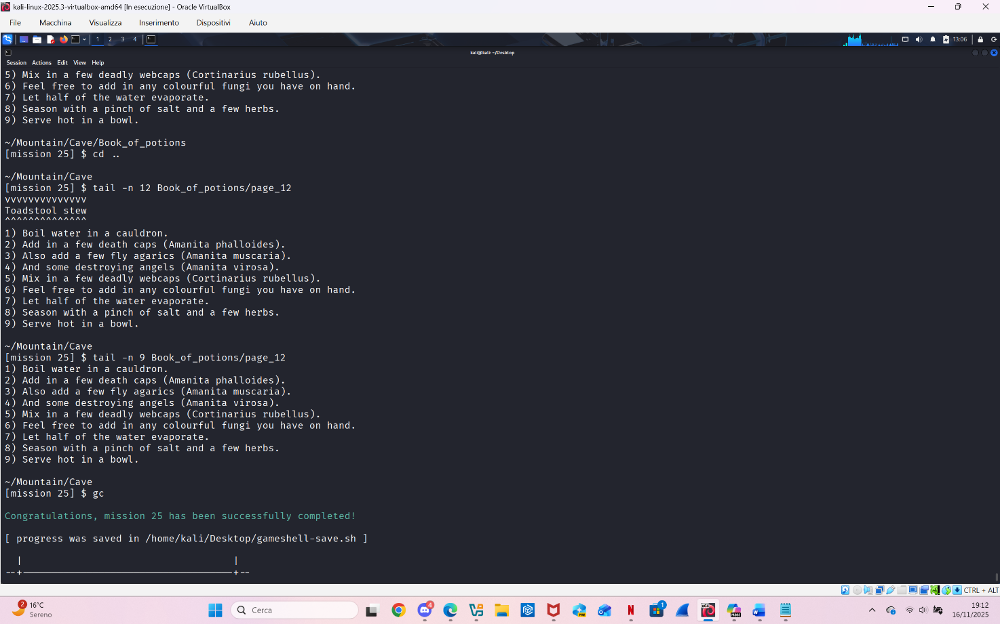 kali-linux-2025.3-virtualbox-amd64 [In esecuzione] - Oracle VirtualBox
File Macchina Visualizza Inserimento Dispositivi Aiuto
1 2 3 4 13:06
kali@kali: ~/Desktop
Session Actions Edit View Help
5) Mix in a few deadly webcaps (Cortinarius rubellus).
6) Feel free to add in any colourful fungi you have on hand.
7) Let half of the water evaporate.
8) Season with a pinch of salt and a few herbs.
9) Serve hot in a bowl.
~/Mountain/Cave/Book_of_potions
[mission 25] $ cd ..
~/Mountain/Cave
[mission 25] $ tail -n 12 Book_of_potions/page_12
vvvvvvvvvvvvvv
Toadstool stew
^^^^^^^^^^^^^^
1) Boil water in a cauldron.
2) Add in a few death caps (Amanita phalloides).
3) Also add a few fly agarics (Amanita muscaria).
4) And some destroying angels (Amanita virosa).
5) Mix in a few deadly webcaps (Cortinarius rubellus).
6) Feel free to add in any colourful fungi you have on hand.
7) Let half of the water evaporate.
8) Season with a pinch of salt and a few herbs.
9) Serve hot in a bowl.
~/Mountain/Cave
[mission 25] $ tail -n 9 Book_of_potions/page_12
1) Boil water in a cauldron.
2) Add in a few death caps (Amanita phalloides).
3) Also add a few fly agarics (Amanita muscaria).
4) And some destroying angels (Amanita virosa).
5) Mix in a few deadly webcaps (Cortinarius rubellus).
6) Feel free to add in any colourful fungi you have on hand.
7) Let half of the water evaporate.
8) Season with a pinch of salt and a few herbs.
9) Serve hot in a bowl.
~/Mountain/Cave
[mission 25] $ gc
Congratulations, mission 25 has been successfully completed!
[ progress was saved in /home/kali/Desktop/gameshell-save.sh ]
CTRL + ALT
2 16°C
Sereno
Cerca
4
1
19:12
16/11/2025